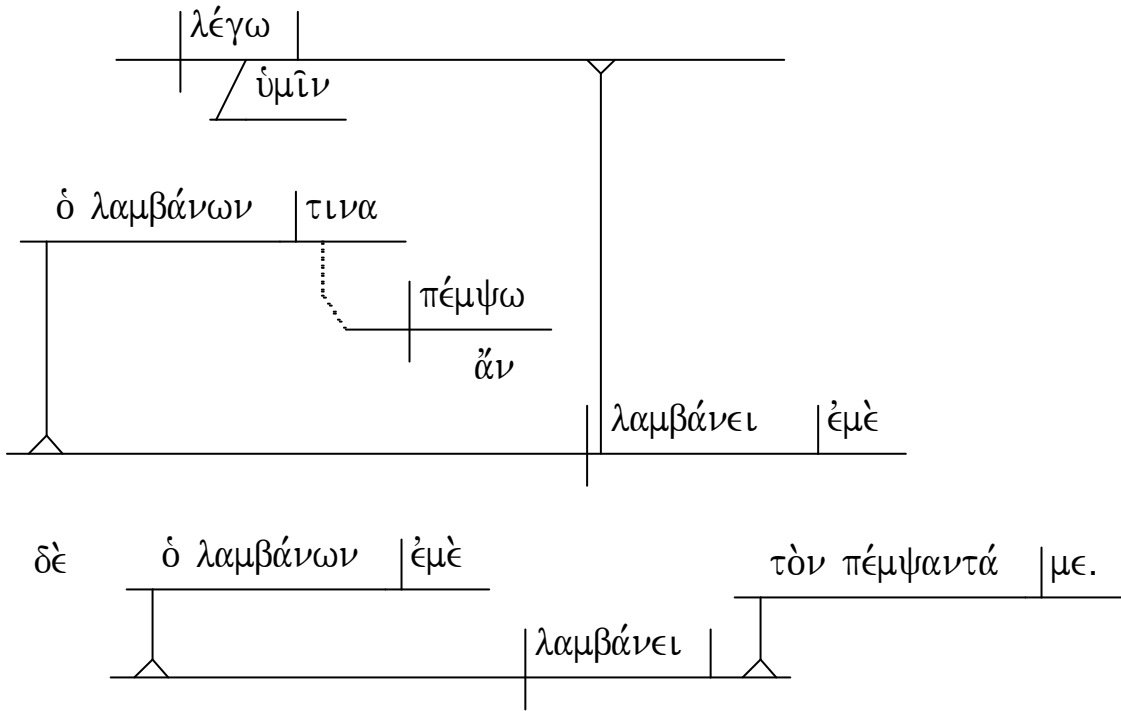 λέγω
ὑμῖν
ὁ λαμβάνων τινα
πέμψω
ἄν
λαμβάνει ἐμὲ
δὲ ὁ λαμβάνων ἐμὲ τὸν πέμψαντά με.
λαμβάνει